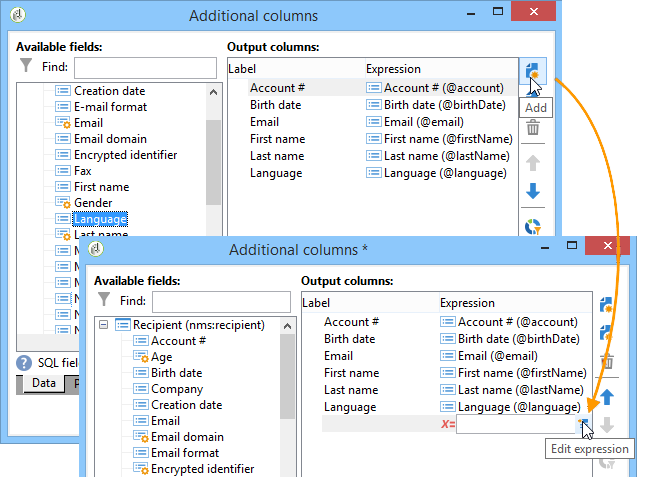 Additional columns
Available fields:
Find:
Creation date
E-mail format
Email
Email domain
Encrypted identifier
Fax
First name
Gender
Language
Last name
SQL fiel
Data
Output columns:
Label Expression
Account # Account # (@account)
Birth date Birth date (@birthDate)
Email Email (@email)
First name First name (@firstName)
Last name Last name (@lastName)
Language Language (@language)
Add
Additional columns *
Available fields:
Find:
Recipient (nms:recipient)
Account #
Age
Birth date
Company
Creation date
Email
Email domain
Email format
Encrypted identifier
Output columns:
Label Expression
Account # Account # (@account)
Birth date Birth date (@birthDate)
Email Email (@email)
First name First name (@firstName)
Last name Last name (@lastName)
Language Language (@language)
X=
Edit expression